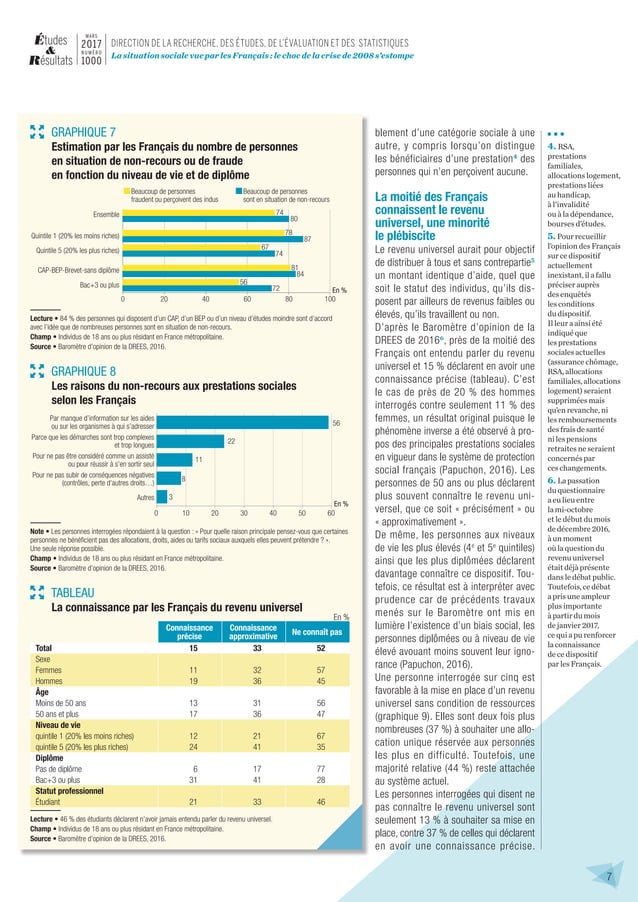 Études
&
Résultats
MARS
2017
NUMÉRO
1000
DIRECTION DE LA RECHERCHE, DES ÉTUDES, DE L'ÉVALUATION ET DES STATISTIQUES
La situation sociale vue par les Français : le choc de la crise de 2008 s'estompe
GRAPHIQUE 7
Estimation par les Français du nombre de personnes
en situation de non-recours ou de fraude
en fonction du niveau de vie et de diplôme
Beaucoup de personnes
fraudent ou perçoivent des indus
Beaucoup de personnes
sont en situation de non-recours
Ensemble 74
80
Quintile 1 (20% les moins riches) 78
87
Quintile 5 (20% les plus riches) 67
74
CAP-BEP-Brevet-sans diplôme 81
84
Bac+3 ou plus 56
72
En %
0 20 40 60 80 100
Lecture • 84 % des personnes qui disposent d'un CAP, d'un BEP ou d'un niveau d'études moindre sont d'accord
avec l'idée que de nombreuses personnes sont en situation de non-recours.
Champ • Individus de 18 ans ou plus résidant en France métropolitaine.
Source • Baromètre d'opinion de la DREES, 2016.
GRAPHIQUE 8
Les raisons du non-recours aux prestations sociales
selon les Français
Par manque d'information sur les aides
ou sur les organismes à qui s'adresser
56
Parce que les démarches sont trop complexes
et trop longues
22
Pour ne pas être considéré comme un assisté
ou pour réussir à s'en sortir seul
11
Pour ne pas subir de conséquences négatives
(contrôles, perte d'autres droits…)
8
Autres 3
En %
0 10 20 30 40 50 60
Note • Les personnes interrogées répondaient à la question : « Pour quelle raison principale pensez-vous que certaines
personnes ne bénéficient pas des allocations, droits, aides ou tarifs sociaux auxquels elles peuvent prétendre ? ».
Une seule réponse possible.
Champ • Individus de 18 ans ou plus résidant en France métropolitaine.
Source • Baromètre d'opinion de la DREES, 2016.
TABLEAU
La connaissance par les Français du revenu universel
En %
Connaissance précise Connaissance approximative Ne connaît pas
Total 15 33 52
Sexe
Femmes 11 32 57
Hommes 19 36 45
Âge
Moins de 50 ans 13 31 56
50 ans et plus 17 36 47
Niveau de vie
quintile 1 (20% les moins riches) 12 21 67
quintile 5 (20% les plus riches) 24 41 35
Diplôme
Pas de diplôme 6 17 77
Bac+3 ou plus 31 41 28
Statut professionnel
Étudiant 21 33 46
Lecture • 46 % des étudiants déclarent n'avoir jamais entendu parler du revenu universel.
Champ • Individus de 18 ans ou plus résidant en France métropolitaine.
Source • Baromètre d'opinion de la DREES, 2016.
blement d'une catégorie sociale à une
autre, y compris lorsqu'on distingue
les bénéficiaires d'une prestation4 des
personnes qui n'en perçoivent aucune.
La moitié des Français
connaissent le revenu
universel, une minorité
le plébiscite
Le revenu universel aurait pour objectif
de distribuer à tous et sans contrepartie5
un montant identique d'aide, quel que
soit le statut des individus, qu'ils dis-
posent par ailleurs de revenus faibles ou
élevés, qu'ils travaillent ou non.
D'après le Baromètre d'opinion de la
DREES de 20166, près de la moitié des
Français ont entendu parler du revenu
universel et 15 % déclarent en avoir une
connaissance précise (tableau). C'est
le cas de près de 20 % des hommes
interrogés contre seulement 11 % des
femmes, un résultat original puisque le
phénomène inverse a été observé à pro-
pos des principales prestations sociales
en vigueur dans le système de protection
social français (Papuchon, 2016). Les
personnes de 50 ans ou plus déclarent
plus souvent connaître le revenu uni-
versel, que ce soit « précisément » ou
« approximativement ».
De même, les personnes aux niveaux
de vie les plus élevés (4e et 5e quintiles)
ainsi que les plus diplômées déclarent
davantage connaître ce dispositif. Tou-
tefois, ce résultat est à interpréter avec
prudence car de précédents travaux
menés sur le Baromètre ont mis en
lumière l'existence d'un biais social, les
personnes diplômées ou à niveau de vie
élevé avouant moins souvent leur igno-
rance (Papuchon, 2016).
Une personne interrogée sur cinq est
favorable à la mise en place d'un revenu
universel sans condition de ressources
(graphique 9). Elles sont deux fois plus
nombreuses (37 %) à souhaiter une allo-
cation unique réservée aux personnes
les plus en difficulté. Toutefois, une
majorité relative (44 %) reste attachée
au système actuel.
Les personnes interrogées qui disent ne
pas connaître le revenu universel sont
seulement 13 % à souhaiter sa mise en
place, contre 37 % de celles qui déclarent
en avoir une connaissance précise.
•••
4. RSA,
prestations
familiales,
allocations logement,
prestations liées
au handicap,
à l'invalidité
ou à la dépendance,
bourses d'études.
5. Pour recueillir
l'opinion des Français
sur ce dispositif
actuellement
inexistant, il a fallu
préciser auprès
des enquêtés
les conditions
du dispositif.
Il leur a ainsi été
indiqué que
les prestations
sociales actuelles
(assurance chômage,
RSA, allocations
familiales, allocations
logement) seraient
supprimées mais
qu'en revanche, ni
les remboursements
des frais de santé
ni les pensions
retraites ne seraient
concernés par
ces changements.
6. La passation
du questionnaire
a eu lieu entre
la mi-octobre
et le début du mois
de décembre 2016,
à un moment
où la question du
revenu universel
était déjà présente
dans le débat public.
Toutefois, ce débat
a pris une ampleur
plus importante
à partir du mois
de janvier 2017,
ce qui a pu renforcer
la connaissance
de ce dispositif
par les Français.
7